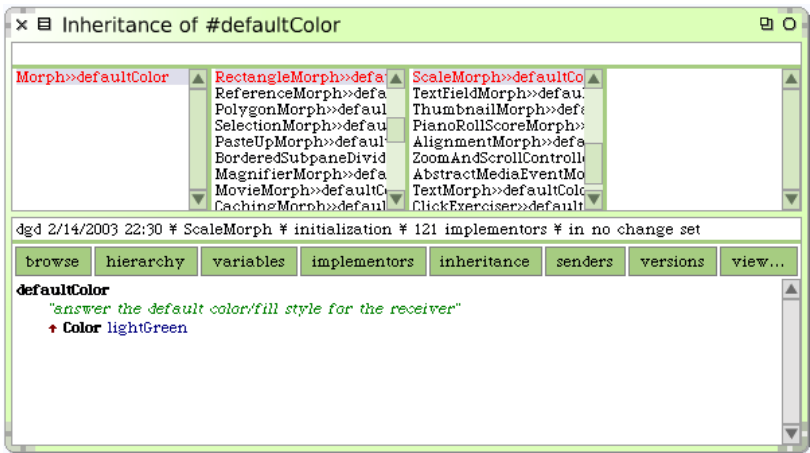 Inheritance of #defaultColor
Morph»defaultColor
RectangleMorph»defa
ReferenceMorph»defa
PolygonMorph»defaul
SelectionMorph»defau
PasteUpMorph»default
BorderedSubpaneDivid
MagnifierMorph»defa
MovieMorph»defaultC
CachingMorph»defaul
ScaleMorph»defaultCo
TextFieldMorph»defau
ThumbnailMorph»defa
PianoRollScoreMorph»
AlignmentMorph»defa
ZoomAndScrollControll
AbstractMediaEventMo
TextMorph»defaultColo
ClickExerciser»default
dgd 2/14/2003 22:30 ¥ ScaleMorph ¥ initialization ¥ 121 implementors ¥ in no change set
browse hierarchy variables implementors inheritance senders versions view...
defaultColor
"answer the default color/fill style for the receiver"
↑ Color lightGreen